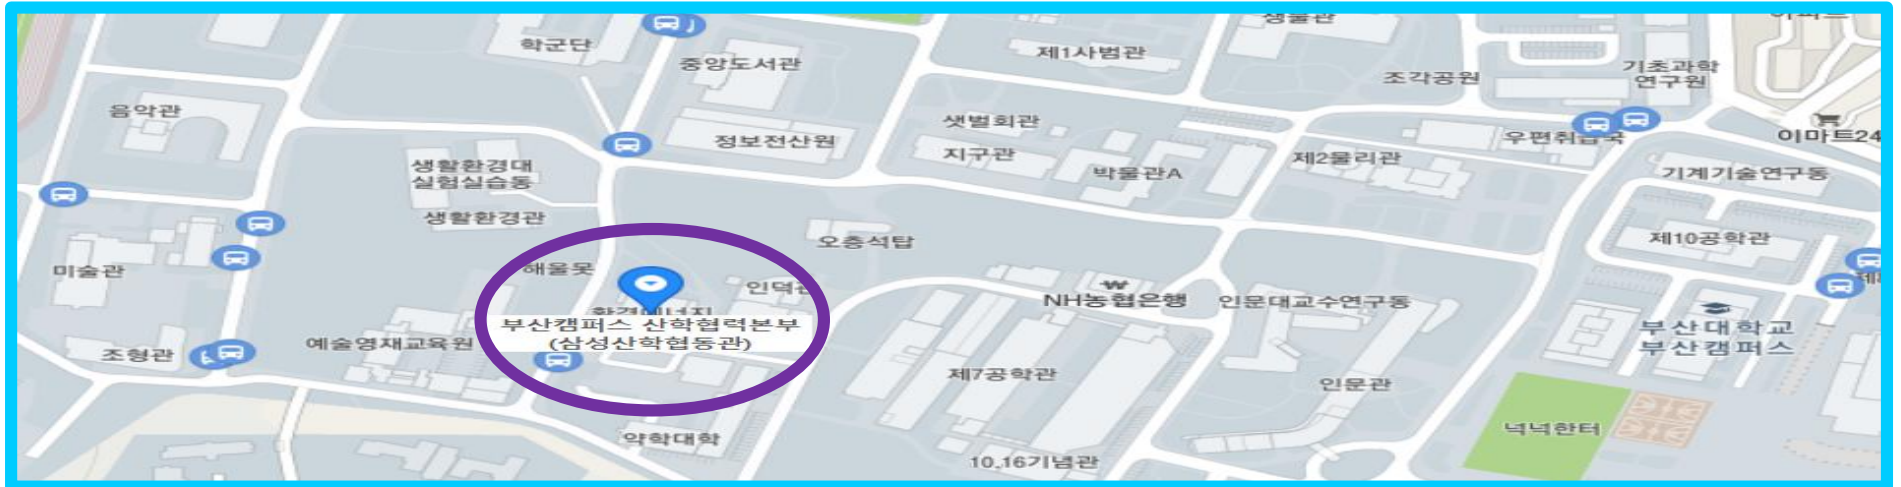 학군단
중앙도서관
제1사범관
조각공원
기초과학
연구원
음악관
정보전산원
샛벌회관
지구관
박물관A
제2물리관
우편취급국
이마트24
기계기술연구동
생활환경대
실험실습동
생활환경관
오층석탑
제10공학관
미술관
해울못
인덕관
NH농협은행
인문대교수연구동
부산대학교
부산캠퍼스
부산캠퍼스 산학협력본부
(삼성산학협동관)
조형관
예술영재교육원
제7공학관
인문관
약학대학
10.16기념관
넉넉한터